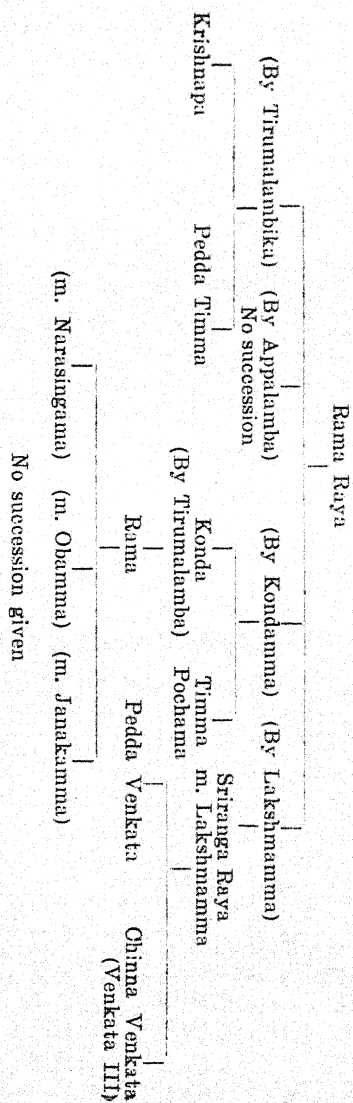 Rama Raya
(By Tirumalambika) (By Appalamba) (By Kondamma) (By Lakshmamma)
No succession
Krishnapa Pedda Timma Konda Timma Sriranga Raya
(By Tirumalamba) Pochama m. Lakshmamma
Rama Pedda Venkata Chinna Venkata
(Venkata III)
(m. Narasingama) (m. Obamma) (m. Janakamma)
No succession given